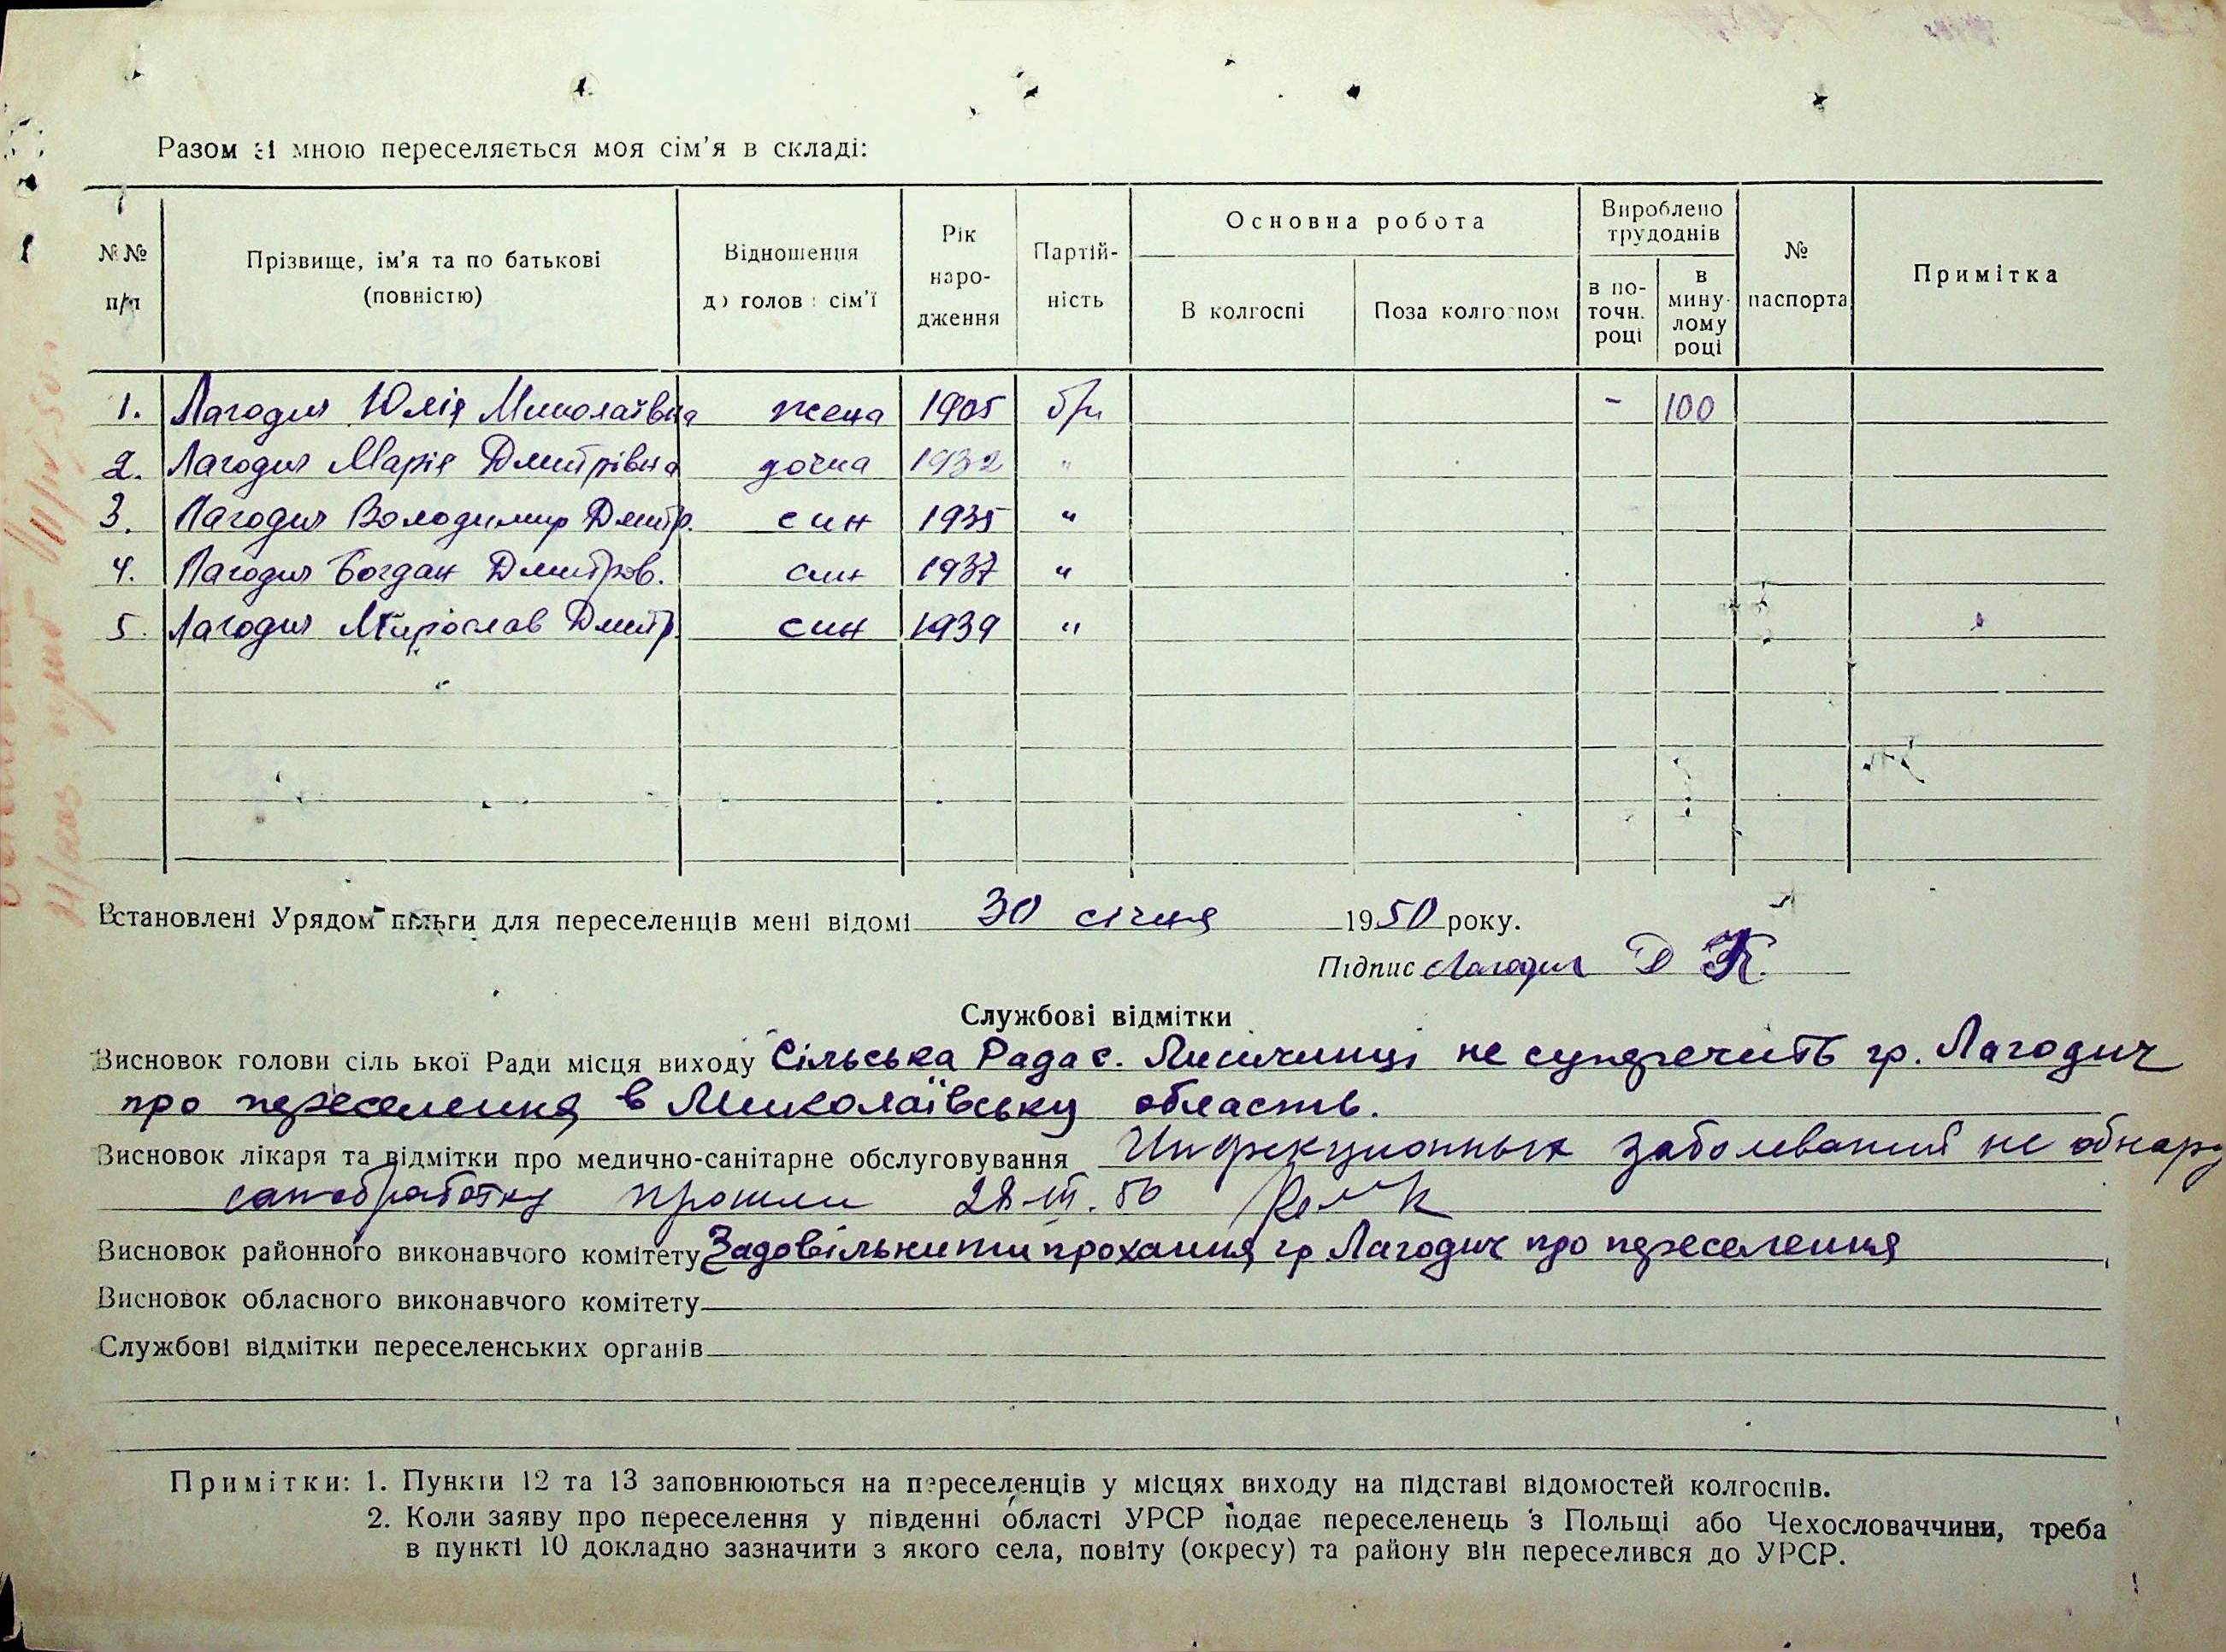 Разом зі мною переселяється моя сім'я в складі:
№№ п/п
Прізвище, ім'я та по батькові (повністю)
Відношення до голови сім'ї
Рік народження
Партійність
Основна робота
В колгоспі
Поза колгоспом
Вироблено трудоднів
в поточн. році
в минулому році
№ паспорта
Примітка
1. Лагодич Юлія Миколаївна жена 1905 б/п - 100
2. Лагодич Марія Дмитрівна дочка 1932 "
3. Лагодич Володимир Дмитр. син 1935 "
4. Лагодич Богдан Дмитров. син 1937 "
5. Лагодич Мирослав Дмитр. син 1939 "
Встановлені Урядом пільги для переселенців мені відомі 30 січня 1950 року.
Підпис Лагодич Д К.
Службові відмітки
Висновок голови сільської Ради місця виходу Сільська Рада с. Лисичинці не суперечить гр. Лагодич
про переселення в Миколаївську область.
Висновок лікаря та відмітки про медично-санітарне обслуговування Инфекционных заболеваний не обнару
санобработку прошли 28-III.50
Висновок районного виконавчого комітету Задовільнити прохання гр Лагодич про переселення
Висновок обласного виконавчого комітету
Службові відмітки переселенських органів
Примітки: 1. Пункти 12 та 13 заповнюються на переселенців у місцях виходу на підставі відомостей колгоспів.
2. Коли заяву про переселення у південні області УРСР подає переселенець з Польщі або Чехословаччини, треба
в пункті 10 докладно зазначити з якого села, повіту (окресу) та району він переселився до УРСР.